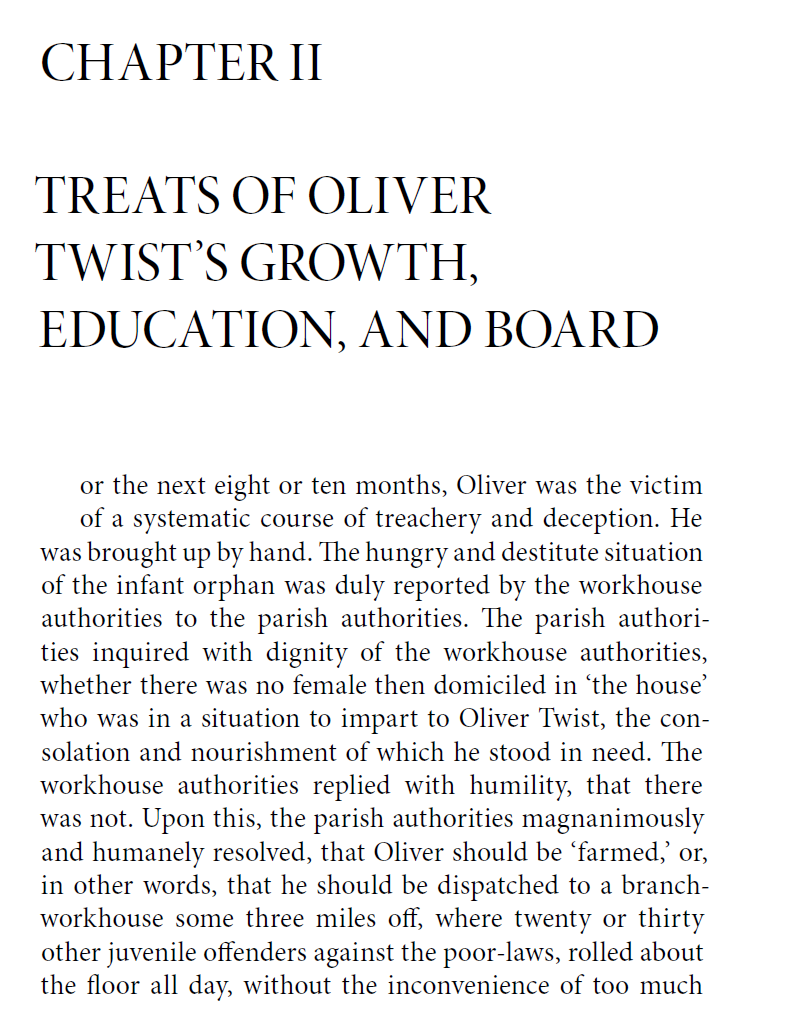 CHAPTER II
TREATS OF OLIVER
TWIST’S GROWTH,
EDUCATION, AND BOARD
or the next eight or ten months, Oliver was the victim
of a systematic course of treachery and deception. He
was brought up by hand. The hungry and destitute situation
of the infant orphan was duly reported by the workhouse
authorities to the parish authorities. The parish authori-
ties inquired with dignity of the workhouse authorities,
whether there was no female then domiciled in ‘the house’
who was in a situation to impart to Oliver Twist, the con-
solation and nourishment of which he stood in need. The
workhouse authorities replied with humility, that there
was not. Upon this, the parish authorities magnanimously
and humanely resolved, that Oliver should be ‘farmed,’ or,
in other words, that he should be dispatched to a branch-
workhouse some three miles off, where twenty or thirty
other juvenile offenders against the poor-laws, rolled about
the floor all day, without the inconvenience of too much